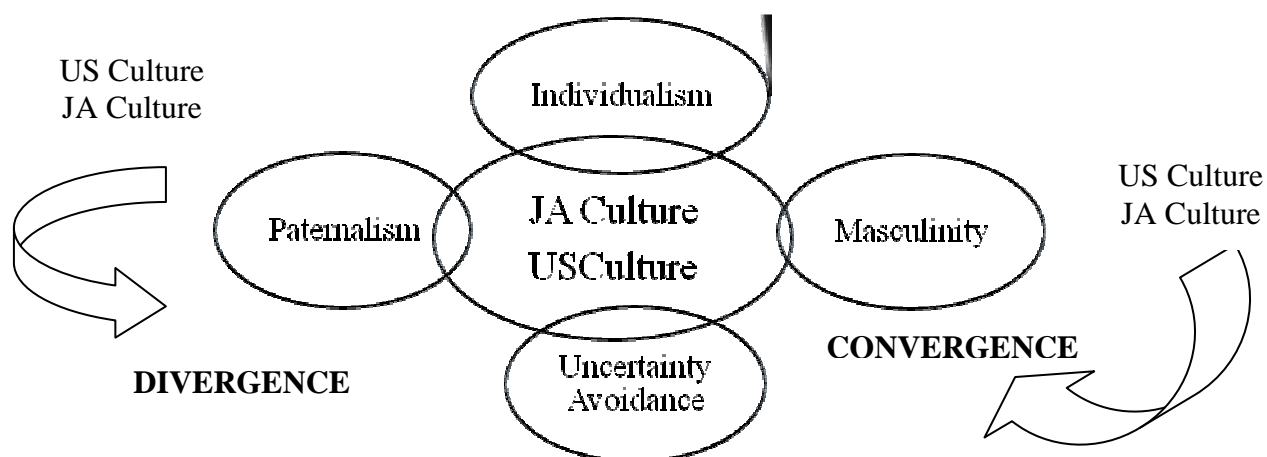 US Culture
JA Culture
Individualism
Paternalism
JA Culture
USCulture
Masculinity
US Culture
JA Culture
Uncertainty
Avoidance
DIVERGENCE
CONVERGENCE